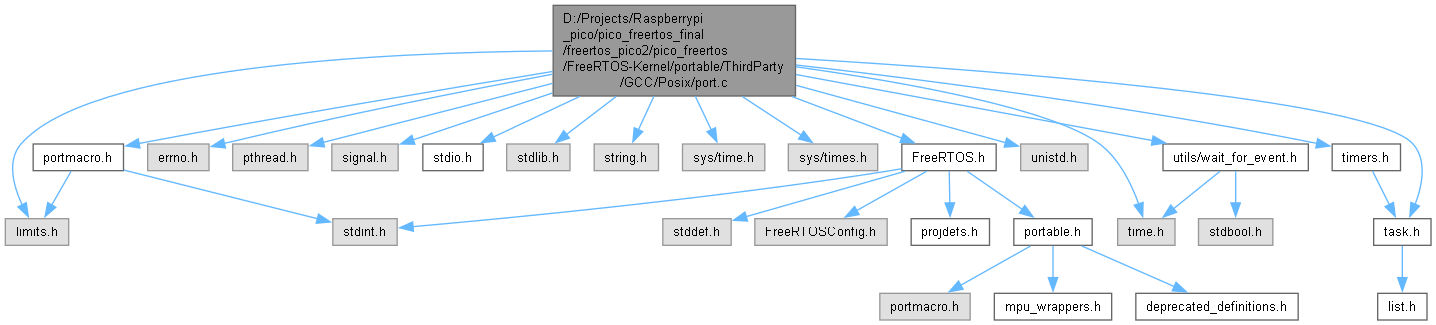 D:/Projects/Raspberrypi
_pico/pico_freertos_final
/freertos_pico2/pico_freertos
/FreeRTOS-Kernel/portable/ThirdParty
/GCC/Posix/port.c
portmacro.h
errno.h
pthread.h
signal.h
stdio.h
stdlib.h
string.h
sys/time.h
sys/times.h
FreeRTOS.h
unistd.h
utils/wait_for_event.h
timers.h
limits.h
stdint.h
stddef.h
FreeRTOSConfig.h
projdefs.h
portable.h
time.h
stdbool.h
task.h
portmacro.h
mpu_wrappers.h
deprecated_definitions.h
list.h